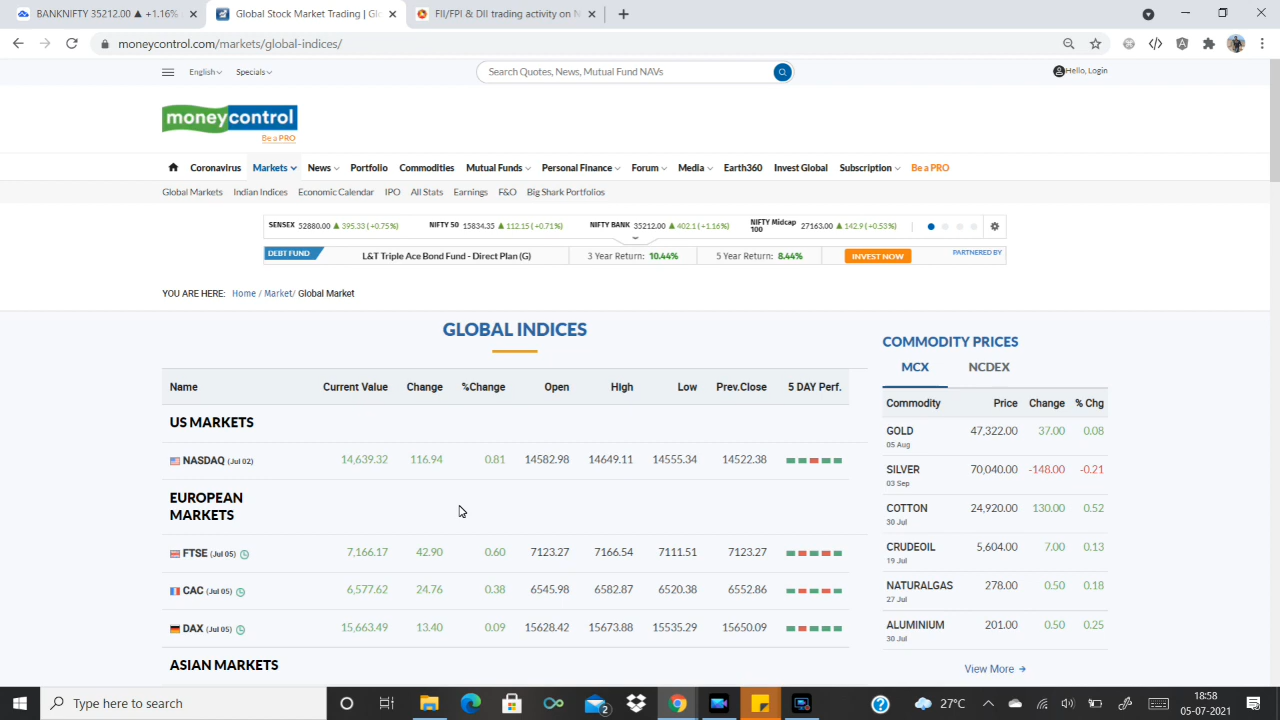 BANKNIFTY 35212.00 ▲ +1.16%
Global Stock Market Trading | Glo
FII/FPI & DII trading activity on N
moneycontrol.com/markets/global-indices/
English
Specials
Search Quotes, News, Mutual Fund NAVs
Hello, Login
moneycontrol
Be a PRO
Coronavirus Markets News Portfolio Commodities Mutual Funds Personal Finance Forum Media Earth360 Invest Global Subscription Be a PRO
Global Markets Indian Indices Economic Calendar IPO All Stats Earnings F&O Big Shark Portfolios
SENSEX 52880.00 ▲ 395.33 (+0.75%) NIFTY 50 15834.35 ▲ 112.15 (+0.71%) NIFTY BANK 35212.00 ▲ 402.1 (+1.16%) NIFTY Midcap 100 27163.00 ▲ 142.9 (+0.53%)
DEBT FUND L&T Triple Ace Bond Fund - Direct Plan (G) 3 Year Return: 10.44% 5 Year Return: 8.44% INVEST NOW PARTNERED BY
YOU ARE HERE: Home / Market/ Global Market
GLOBAL INDICES
Name Current Value Change %Change Open High Low Prev.Close 5 DAY Perf.
US MARKETS
NASDAQ (Jul 02) 14,639.32 116.94 0.81 14582.98 14649.11 14555.34 14522.38
EUROPEAN
MARKETS
FTSE (Jul 05) 7,166.17 42.90 0.60 7123.27 7166.54 7111.51 7123.27
CAC (Jul 05) 6,577.62 24.76 0.38 6545.98 6582.87 6520.38 6552.86
DAX (Jul 05) 15,663.49 13.40 0.09 15628.42 15673.88 15535.29 15650.09
ASIAN MARKETS
COMMODITY PRICES
MCX NCDEX
Commodity Price Change % Chg
GOLD 47,322.00 37.00 0.08
05 Aug
SILVER 70,040.00 -148.00 -0.21
03 Sep
COTTON 24,920.00 130.00 0.52
30 Jul
CRUDEOIL 5,604.00 7.00 0.13
19 Jul
NATURALGAS 278.00 0.50 0.18
27 Jul
ALUMINIUM 201.00 0.50 0.25
30 Jul
View More →
Type here to search
2
27°C
18:58
05-07-2021